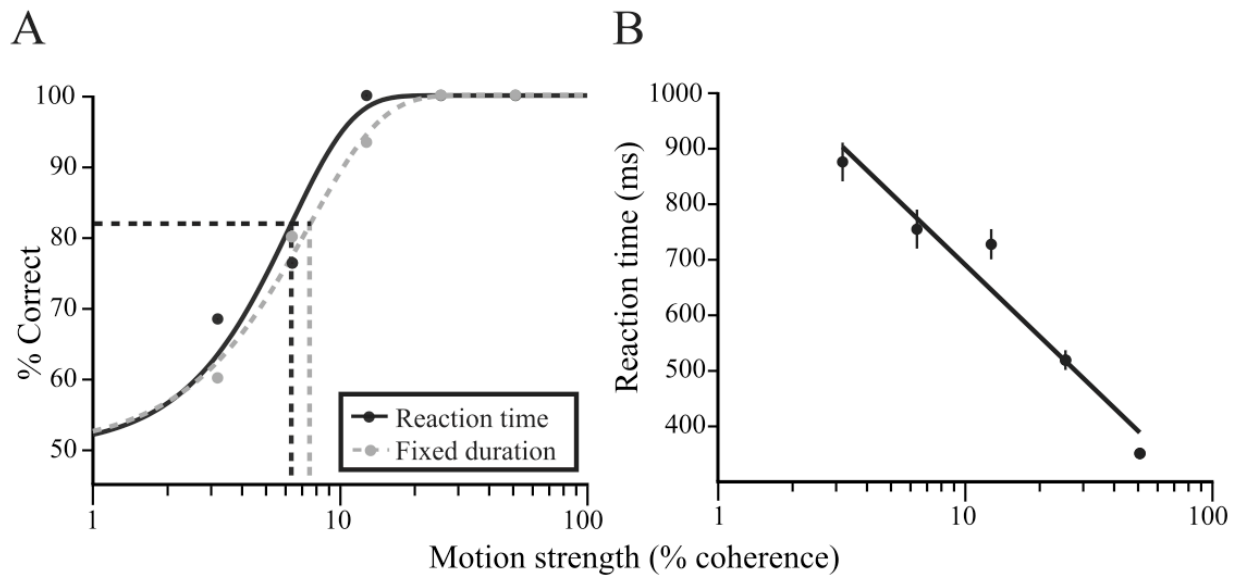 A
100
90
80
70
60
50
% Correct
Reaction time
Fixed duration
1
10
100
B
1000
900
800
700
600
500
400
Reaction time (ms)
1
10
100
Motion strength (% coherence)